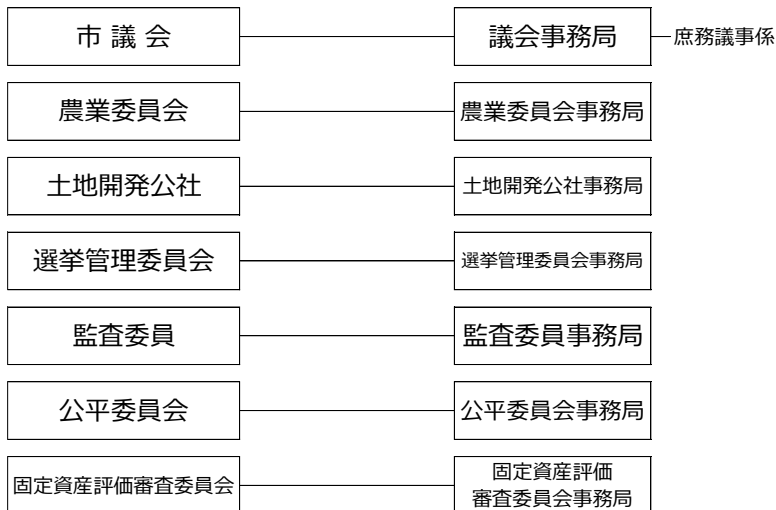 市議会
議会事務局
庶務議事係
農業委員会
農業委員会事務局
土地開発公社
土地開発公社事務局
選挙管理委員会
選挙管理委員会事務局
監査委員
監査委員事務局
公平委員会
公平委員会事務局
固定資産評価審査委員会
固定資産評価
審査委員会事務局